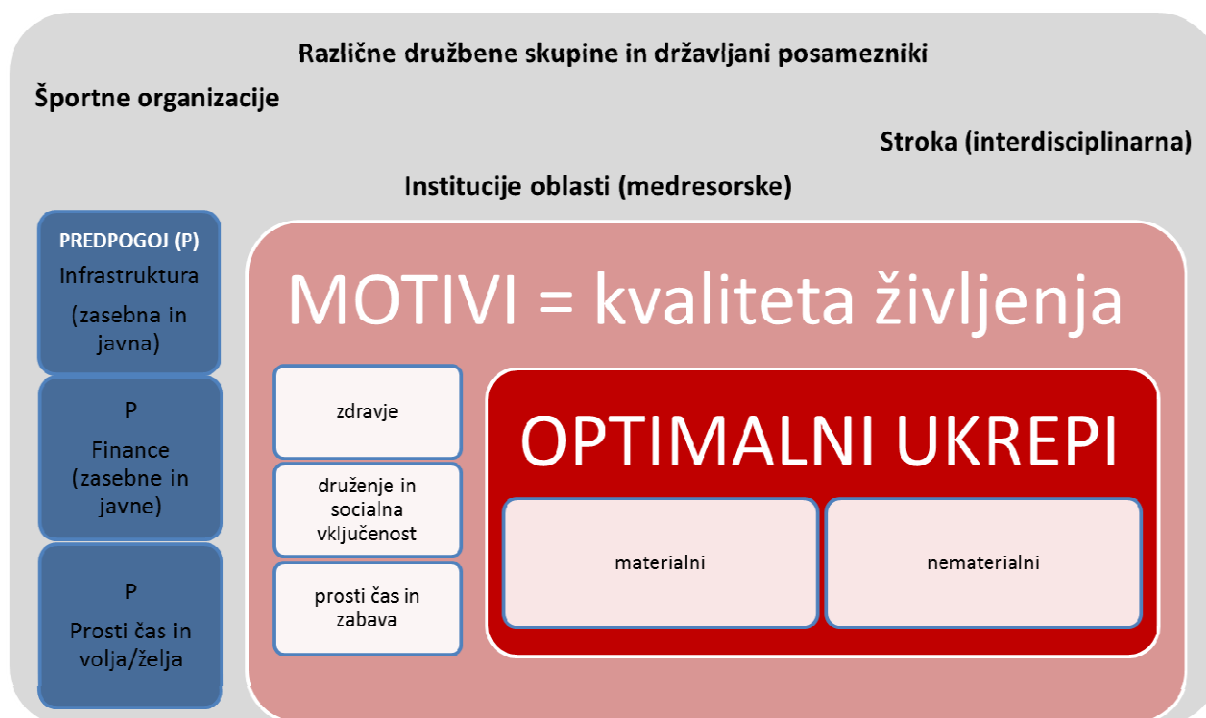 Različne družbene skupine in državljani posamezniki
Športne organizacije
Stroka (interdisciplinarna)
Institucije oblasti (medresorske)
PREDPOGOJ (P)
Infrastruktura
(zasebna in
javna)
P
Finance
(zasebne in
javne)
P
Prosti čas in
volja/želja
MOTIVI = kvaliteta življenja
zdravje
druženje in
socialna
vključenost
prosti čas in
zabava
OPTIMALNI UKREPI
materialni
nematerialni